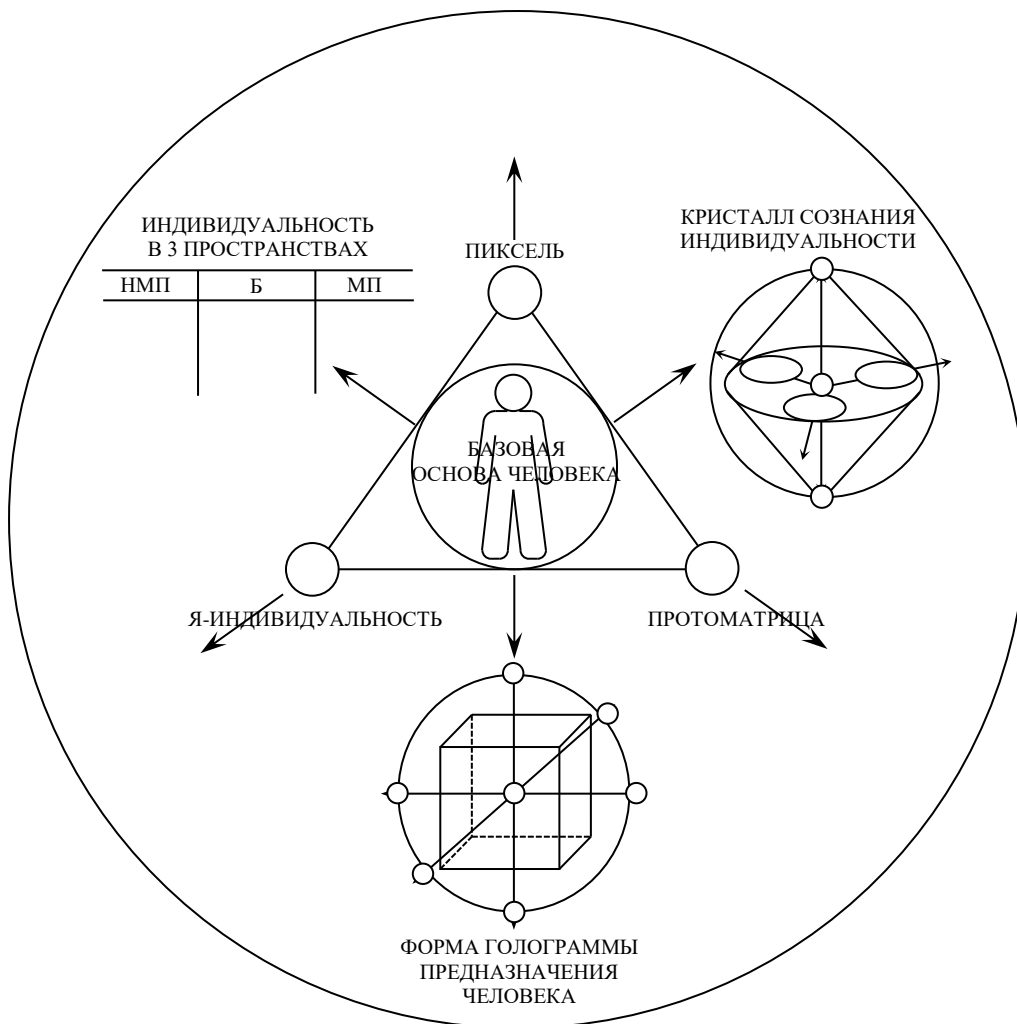 ИНДИВИДУАЛЬНОСТЬ
В 3 ПРОСТРАНСТВАХ
НМП Б МП
ПИКСЕЛЬ
КРИСТАЛЛ СОЗНАНИЯ
ИНДИВИДУАЛЬНОСТИ
БАЗОВАЯ
ОСНОВА ЧЕЛОВЕКА
Я-ИНДИВИДУАЛЬНОСТЬ
ПРОТОМАТРИЦА
ФОРМА ГОЛОГРАММЫ
ПРЕДНАЗНАЧЕНИЯ
ЧЕЛОВЕКА